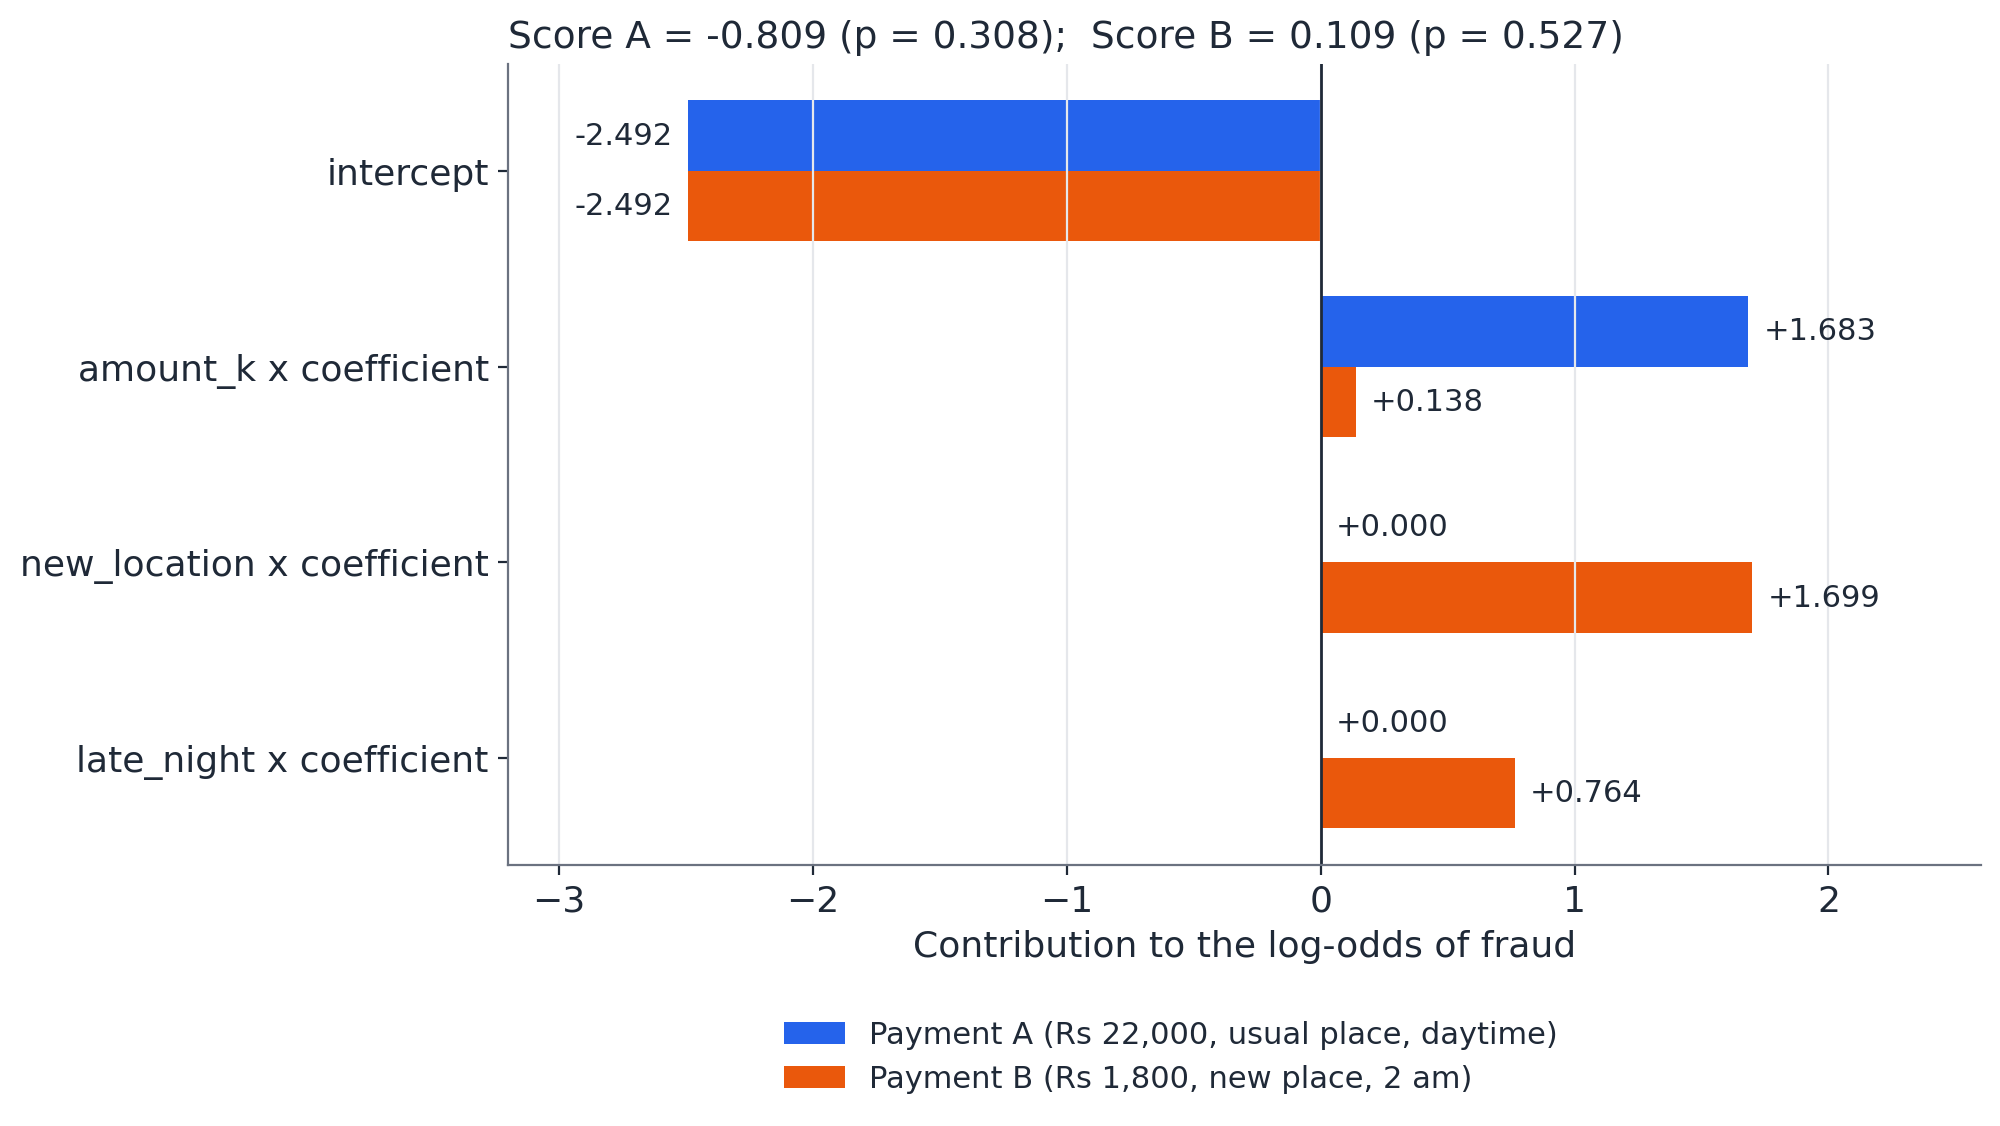 Score A = -0.809 (p = 0.308);  Score B = 0.109 (p = 0.527)
intercept
-2.492
-2.492
amount_k x coefficient
+1.683
+0.138
new_location x coefficient
+0.000
+1.699
late_night x coefficient
+0.000
+0.764
−3 −2 −1 0 1 2
Contribution to the log-odds of fraud
Payment A (Rs 22,000, usual place, daytime)
Payment B (Rs 1,800, new place, 2 am)